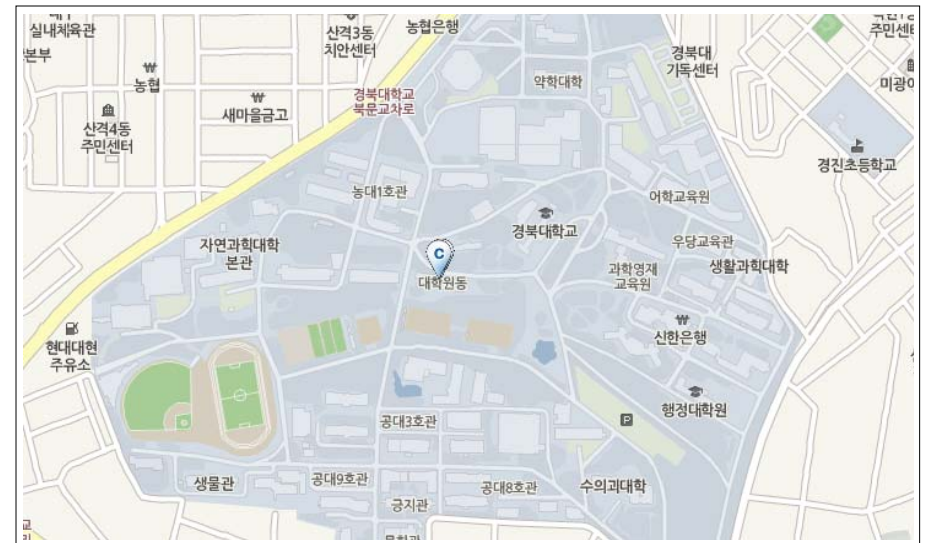 실내체육관
산격3동
치안센터
농협은행
주민센터
본부
농협
경북대
기독센터
약학대학
새마을금고
경북대학교
북문교차로
산격4동
주민센터
경진초등학교
농대1호관
어학교육원
경북대학교
자연과학대학
본관
우당교육관
생활과학대학
과학영재
교육원
C
대학원동
신한은행
현대대현
주유소
행정대학원
공대3호관
P
생물관
공대9호관
긍지관
공대8호관
수의과대학